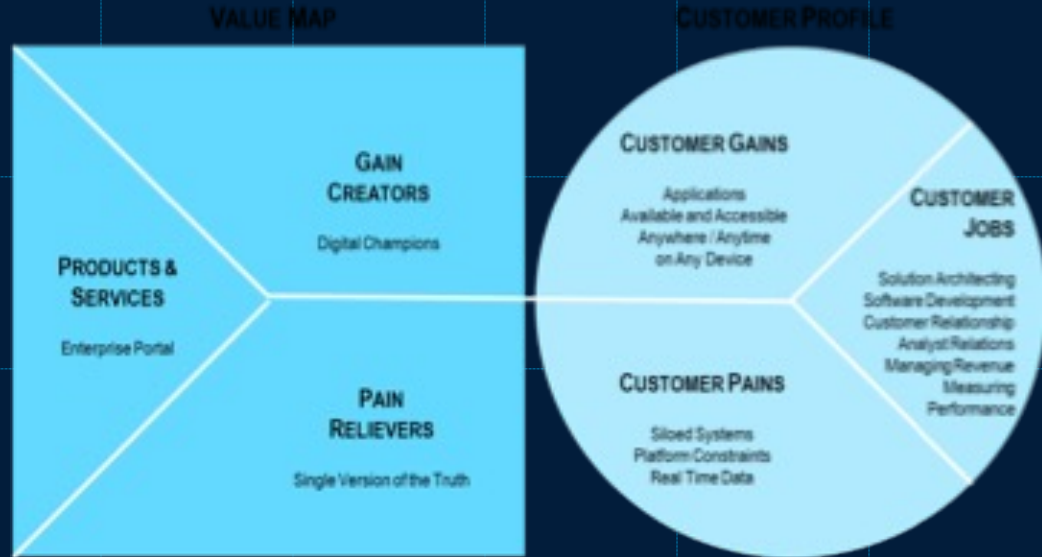 VALUE MAP
CUSTOMER PROFILE
PRODUCTS &
SERVICES
Enterprise Portal
GAIN
CREATORS
Digital Champions
PAIN
RELIEVERS
Single Version of the Truth
CUSTOMER GAINS
Applications
Available and Accessible
Anywhere / Anytime
on Any Device
CUSTOMER PAINS
Siloed Systems
Platform Constraints
Real Time Data
CUSTOMER
JOBS
Solution Architecting
Software Development
Customer Relationship
Analyst Relations
Managing Revenue
Measuring
Performance